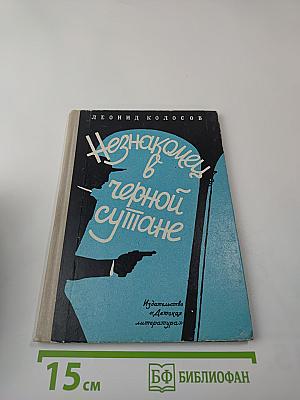 ЛЕОНИД КОЛОСОВ
Незнакомец
в
черной
сутане
Издательство
«Детская
литература»
15 см
БФ БИБЛИОФАН